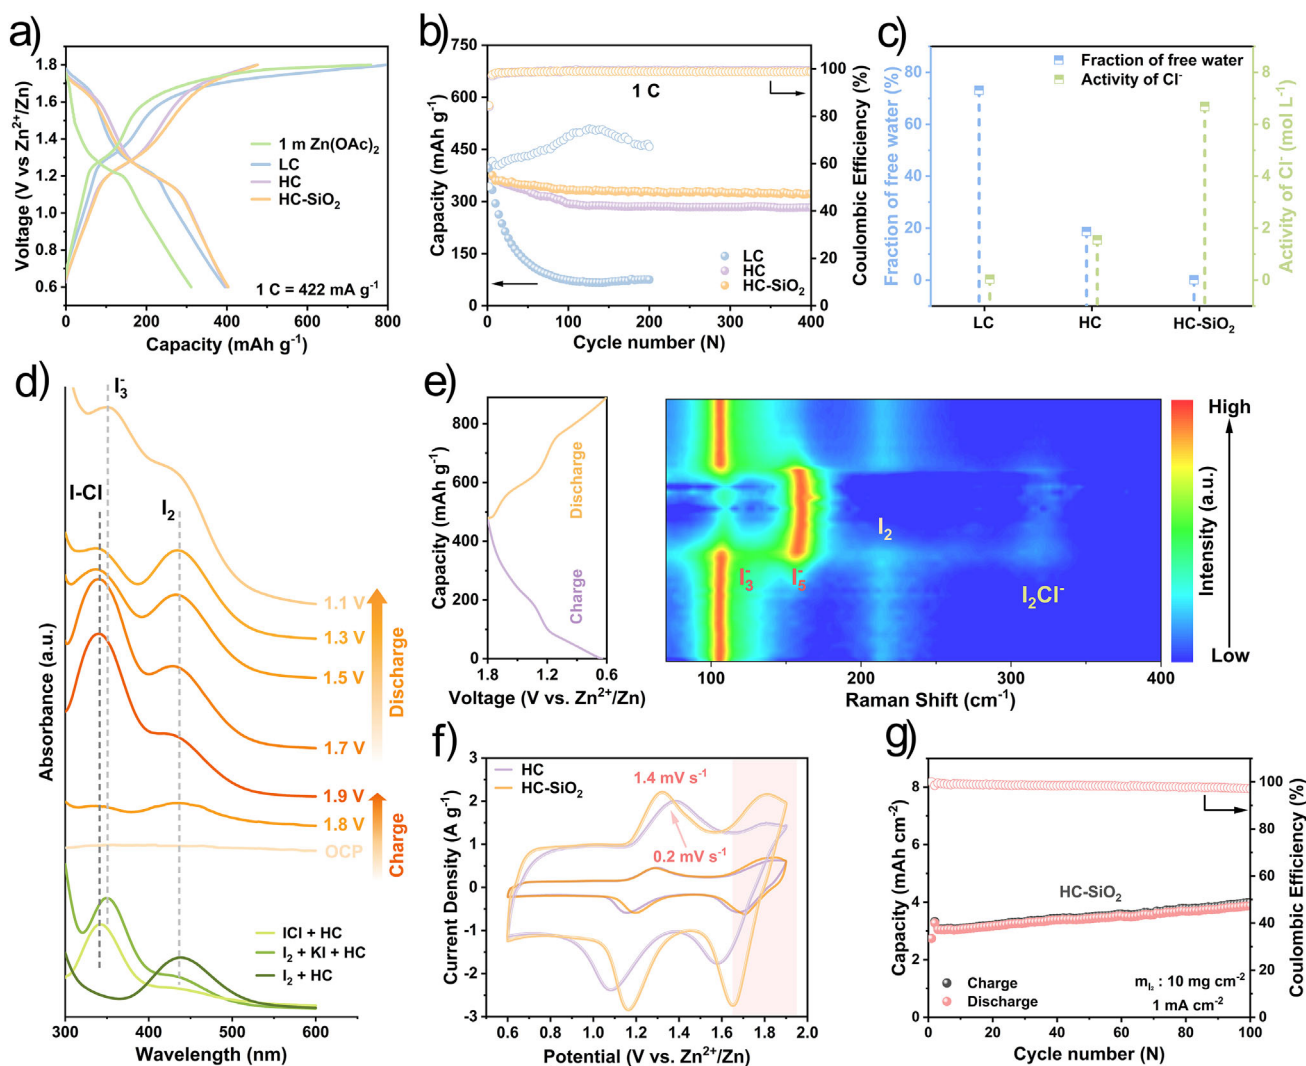 a)
1.8
1.6
1.4
1.2
1.0
0.8
0.6
Voltage (V vs Zn²⁺/Zn)
1 m Zn(OAc)₂
LC
HC
HC-SiO₂
1 C = 422 mA g⁻¹
0 200 400 600 800
Capacity (mAh g⁻¹)
b)
750
600
450
300
150
0
Capacity (mAh g⁻¹)
1 C
LC
HC
HC-SiO₂
100
80
60
40
20
0
Coulombic Efficiency (%)
0 100 200 300 400
Cycle number (N)
c)
80
60
40
20
0
Fraction of free water (%)
Fraction of free water
Activity of Cl⁻
8
6
4
2
0
Activity of Cl⁻ (mol L⁻¹)
LC HC HC-SiO₂
d)
I₃⁻
I-Cl
I₂
1.1 V
1.3 V
1.5 V
1.7 V
1.9 V
1.8 V
OCP
Discharge
Charge
Absorbance (a.u.)
ICl + HC
I₂ + KI + HC
I₂ + HC
300 400 500 600
Wavelength (nm)
e)
800
600
400
200
0
Capacity (mAh g⁻¹)
Discharge
Charge
1.8 1.2 0.6
Voltage (V vs. Zn²⁺/Zn)
I₃⁻
I₅⁻
I₂
I₂Cl⁻
100 200 300 400
Raman Shift (cm⁻¹)
High
Low
Intensity (a.u.)
f)
3
2
1
0
-1
-2
-3
Current Density (A g⁻¹)
HC
HC-SiO₂
1.4 mV s⁻¹
0.2 mV s⁻¹
0.6 0.8 1.0 1.2 1.4 1.6 1.8 2.0
Potential (V vs. Zn²⁺/Zn)
g)
8
6
4
2
0
Capacity (mAh cm⁻²)
HC-SiO₂
Charge
Discharge
m_I₂ : 10 mg cm⁻²
1 mA cm⁻²
100
80
60
40
20
0
Coulombic Efficiency (%)
0 20 40 60 80 100
Cycle number (N)